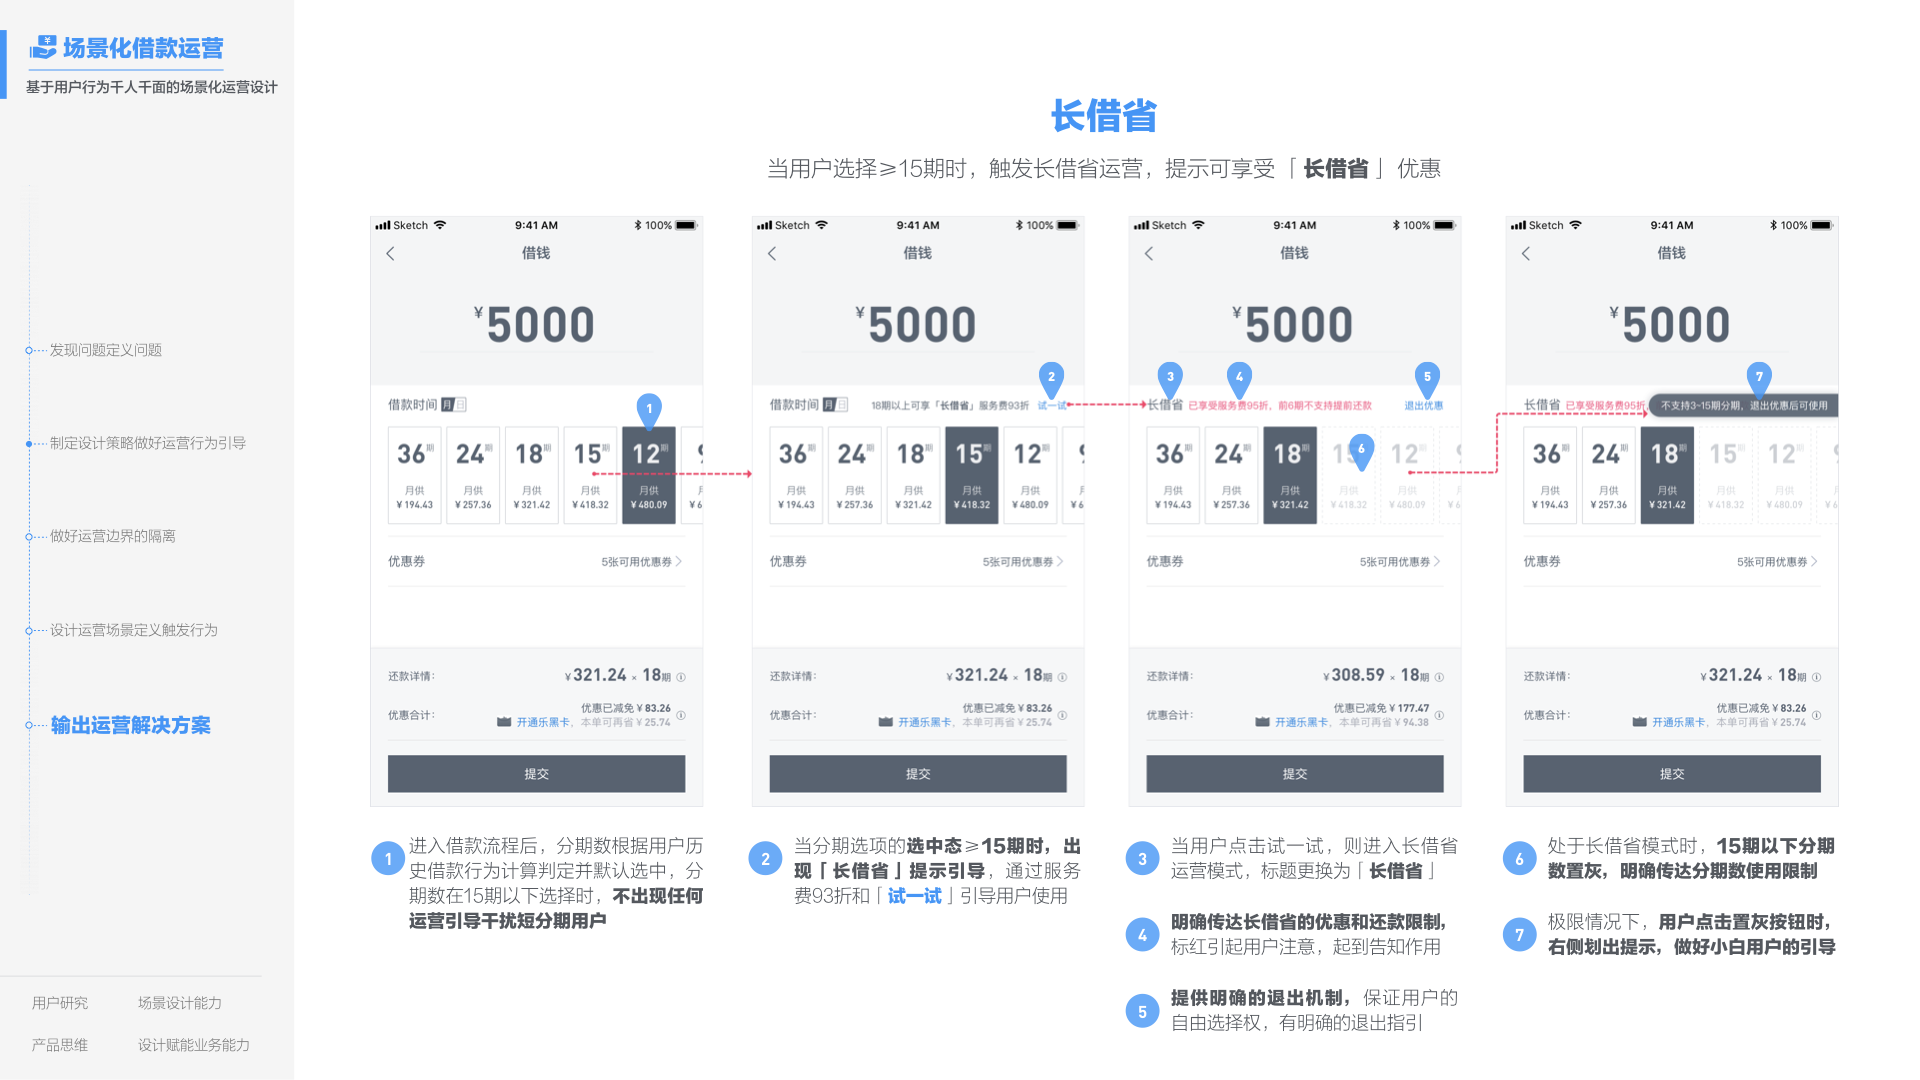 场景化借款运营
基于用户行为千人千面的场景化运营设计
发现问题定义问题
制定设计策略做好运营行为引导
做好运营边界的隔离
设计运营场景定义触发行为
输出运营解决方案
用户研究
场景设计能力
产品思维
设计赋能业务能力
长借省
当用户选择≥15期时，触发长借省运营，提示可享受「长借省」优惠
Sketch 9:41 AM 100%
借钱
¥5000
借款时间 月 日
1
36期 24期 18期 15期 12期
月供 月供 月供 月供 月供
¥194.43 ¥257.36 ¥321.42 ¥418.32 ¥480.09 ¥6
优惠券 5张可用优惠券
还款详情： ¥321.24 × 18期
优惠合计： 优惠已减免¥83.26
开通乐黑卡，本单可再省¥25.74
提交
1
进入借款流程后，分期数根据用户历
史借款行为计算判定并默认选中，分
期数在15期以下选择时，不出现任何
运营引导干扰短分期用户
Sketch 9:41 AM 100%
借钱
¥5000
2
借款时间 月 日 18期以上可享「长借省」服务费93折 试一试
36期 24期 18期 15期 12期
月供 月供 月供 月供 月供
¥194.43 ¥257.36 ¥321.42 ¥418.32 ¥480.09 ¥6
优惠券 5张可用优惠券
还款详情： ¥321.24 × 18期
优惠合计： 优惠已减免¥83.26
开通乐黑卡，本单可再省¥25.74
提交
2
当分期选项的选中态≥15期时，出
现「长借省」提示引导，通过服务
费93折和「试一试」引导用户使用
Sketch 9:41 AM 100%
借钱
¥5000
3 4 5
长借省 已享受服务费95折，前6期不支持提前还款 退出优惠
6
36期 24期 18期 15 12期
月供 月供 月供 月供 月供
¥194.43 ¥257.36 ¥321.42 ¥418.32 ¥480.09 ¥6
优惠券 5张可用优惠券
还款详情： ¥308.59 × 18期
优惠合计： 优惠已减免¥177.47
开通乐黑卡，本单可再省¥94.38
提交
3
当用户点击试一试，则进入长借省
运营模式，标题更换为「长借省」
4
明确传达长借省的优惠和还款限制，
标红引起用户注意，起到告知作用
5
提供明确的退出机制，保证用户的
自由选择权，有明确的退出指引
Sketch 9:41 AM 100%
借钱
¥5000
7
长借省 已享受服务费95折， 不支持3-15期分期，退出优惠后可使用
36期 24期 18期 15期 12期
月供 月供 月供 月供 月供
¥194.43 ¥257.36 ¥321.42 ¥418.32 ¥480.09 ¥6
优惠券 5张可用优惠券
还款详情： ¥321.24 × 18期
优惠合计： 优惠已减免¥83.26
开通乐黑卡，本单可再省¥25.74
提交
6
处于长借省模式时，15期以下分期
数置灰，明确传达分期数使用限制
7
极限情况下，用户点击置灰按钮时，
右侧划出提示，做好小白用户的引导